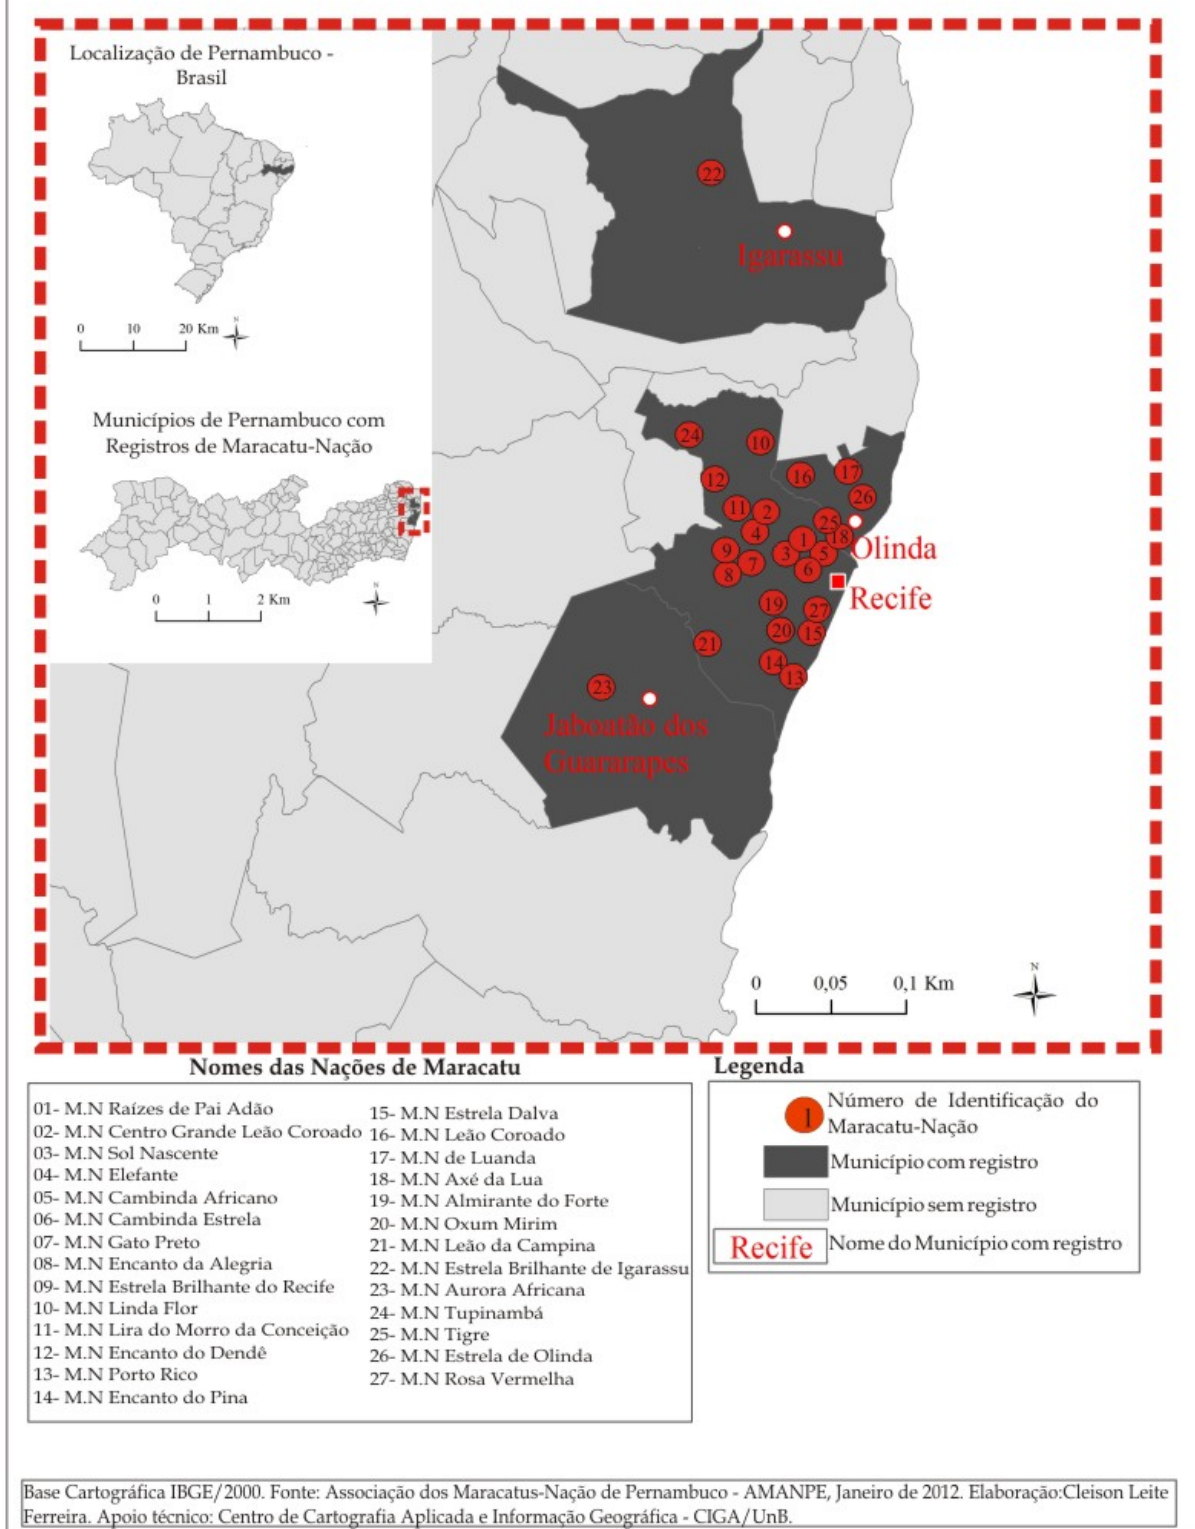 Localização de Pernambuco -
Brasil
N
0 10 20 Km
Municípios de Pernambuco com
Registros de Maracatu-Nação
N
0 1 2 Km
22
Igarassu
24
10
16
17
12
26
11
2
25
4
1
18
9
3
5
Olinda
7
6
8
Recife
19
27
20
15
21
14
13
23
Jaboatão dos
Guararapes
N
0 0,05 0,1 Km
Nomes das Nações de Maracatu
01- M.N Raízes de Pai Adão
02- M.N Centro Grande Leão Coroado
03- M.N Sol Nascente
04- M.N Elefante
05- M.N Cambinda Africano
06- M.N Cambinda Estrela
07- M.N Gato Preto
08- M.N Encanto da Alegria
09- M.N Estrela Brilhante do Recife
10- M.N Linda Flor
11- M.N Lira do Morro da Conceição
12- M.N Encanto do Dendê
13- M.N Porto Rico
14- M.N Encanto do Pina
15- M.N Estrela Dalva
16- M.N Leão Coroado
17- M.N de Luanda
18- M.N Axé da Lua
19- M.N Almirante do Forte
20- M.N Oxum Mirim
21- M.N Leão da Campina
22- M.N Estrela Brilhante de Igarassu
23- M.N Aurora Africana
24- M.N Tupinambá
25- M.N Tigre
26- M.N Estrela de Olinda
27- M.N Rosa Vermelha
Legenda
1
Número de Identificação do
Maracatu-Nação
Município com registro
Município sem registro
Recife Nome do Município com registro
Base Cartográfica IBGE/2000. Fonte: Associação dos Maracatus-Nação de Pernambuco - AMANPE, Janeiro de 2012. Elaboração:Cleison Leite
Ferreira. Apoio técnico: Centro de Cartografia Aplicada e Informação Geográfica - CIGA/UnB.